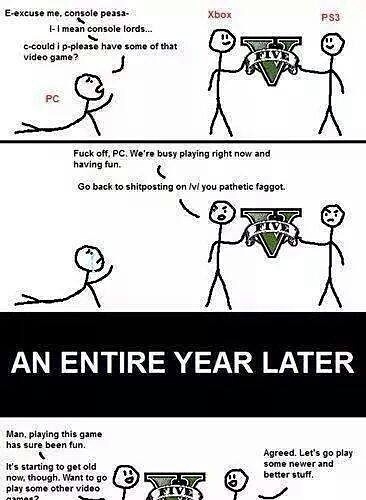 E-excuse me, console peasa-
I- I mean console lords...
c-could i p-please have some of that
video game?
PC
Xbox
PS3
FIVE
Fuck off, PC. We're busy playing right now and
having fun.
Go back to shitposting on /v/ you pathetic faggot.
FIVE
AN ENTIRE YEAR LATER
Man, playing this game
has sure been fun.
It's starting to get old
now, though. Want to go
play some other video
games?
Agreed. Let's go play
some newer and
better stuff.
FIVE